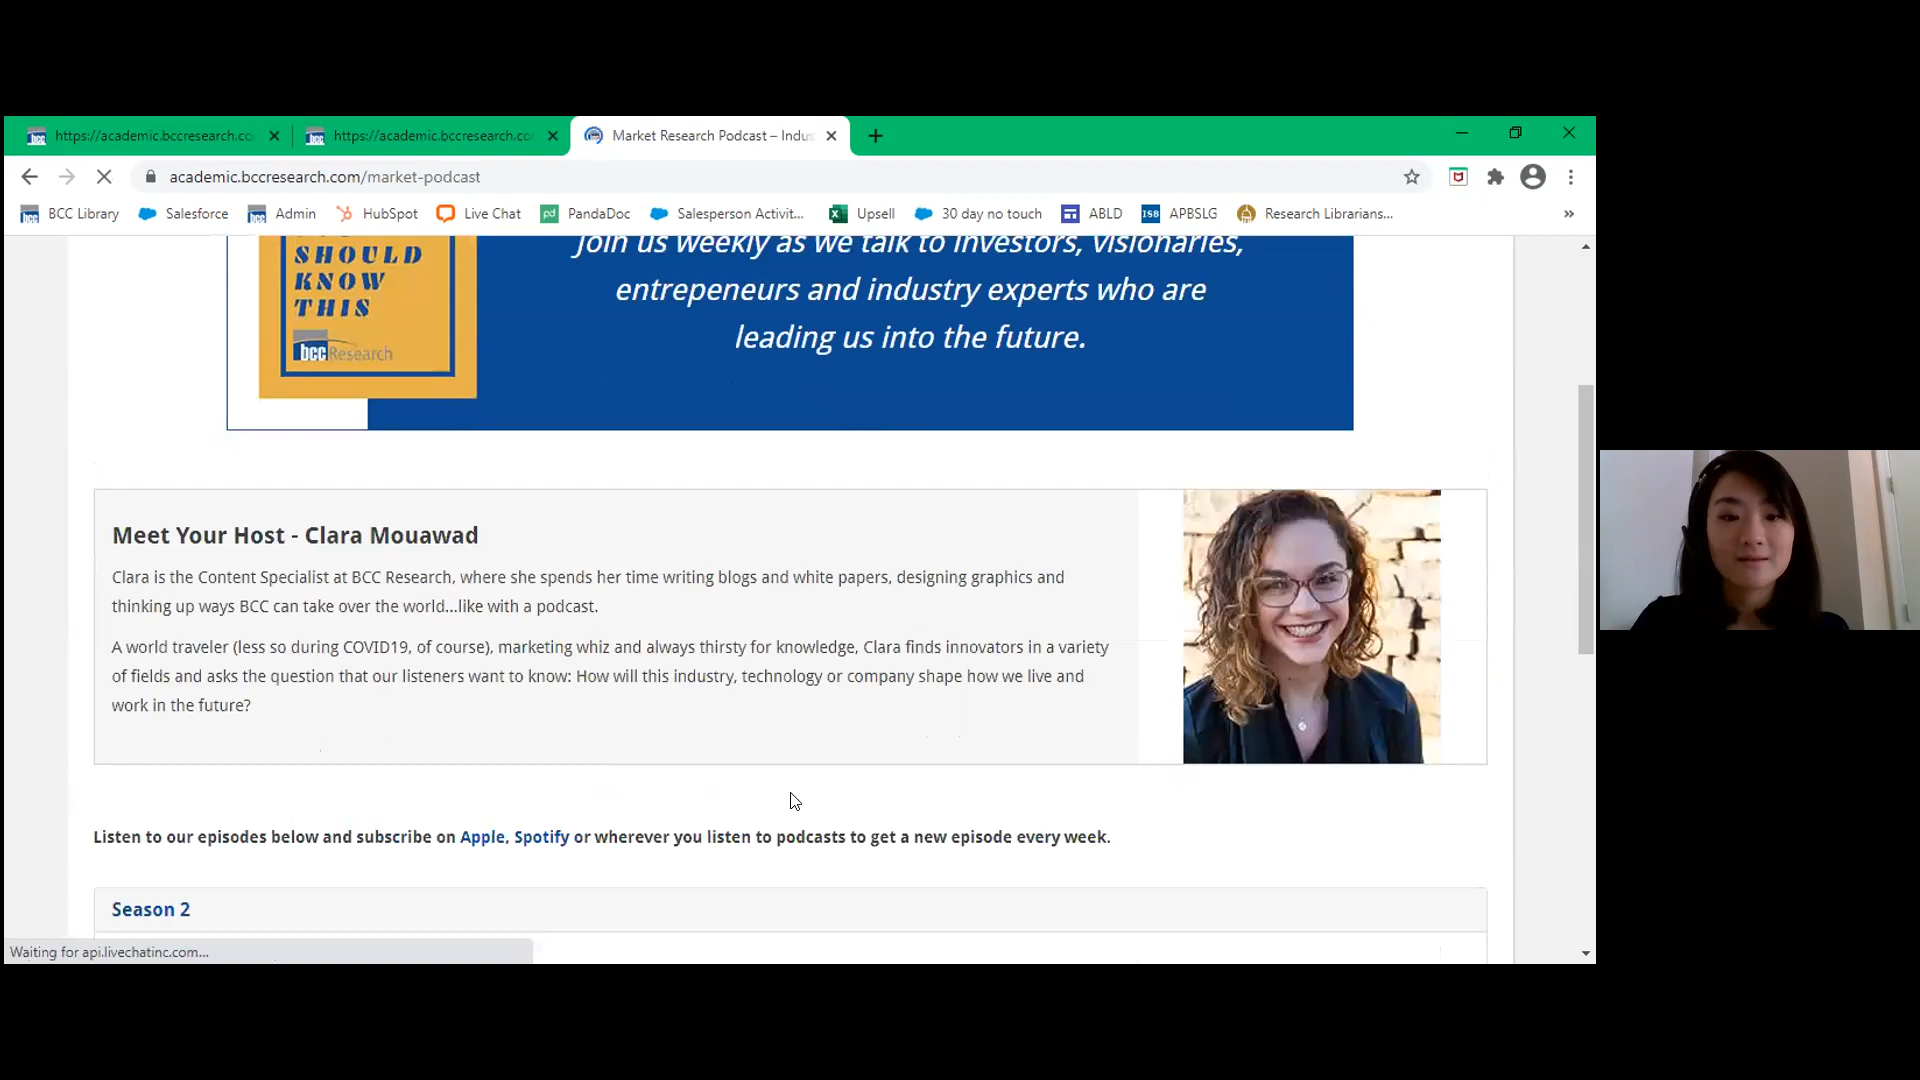 https://academic.bccresearch.co
https://academic.bccresearch.co
Market Research Podcast – Indus
academic.bccresearch.com/market-podcast
BCC Library
Salesforce
Admin
HubSpot
Live Chat
PandaDoc
Salesperson Activit...
Upsell
30 day no touch
ABLD
APBSLG
Research Librarians...
SHOULD
KNOW
THIS
bccResearch
Join us weekly as we talk to investors, visionaries,
entrepeneurs and industry experts who are
leading us into the future.
Meet Your Host - Clara Mouawad
Clara is the Content Specialist at BCC Research, where she spends her time writing blogs and white papers, designing graphics and
thinking up ways BCC can take over the world...like with a podcast.
A world traveler (less so during COVID19, of course), marketing whiz and always thirsty for knowledge, Clara finds innovators in a variety
of fields and asks the question that our listeners want to know: How will this industry, technology or company shape how we live and
work in the future?
Listen to our episodes below and subscribe on Apple, Spotify or wherever you listen to podcasts to get a new episode every week.
Season 2
Waiting for api.livechatinc.com...